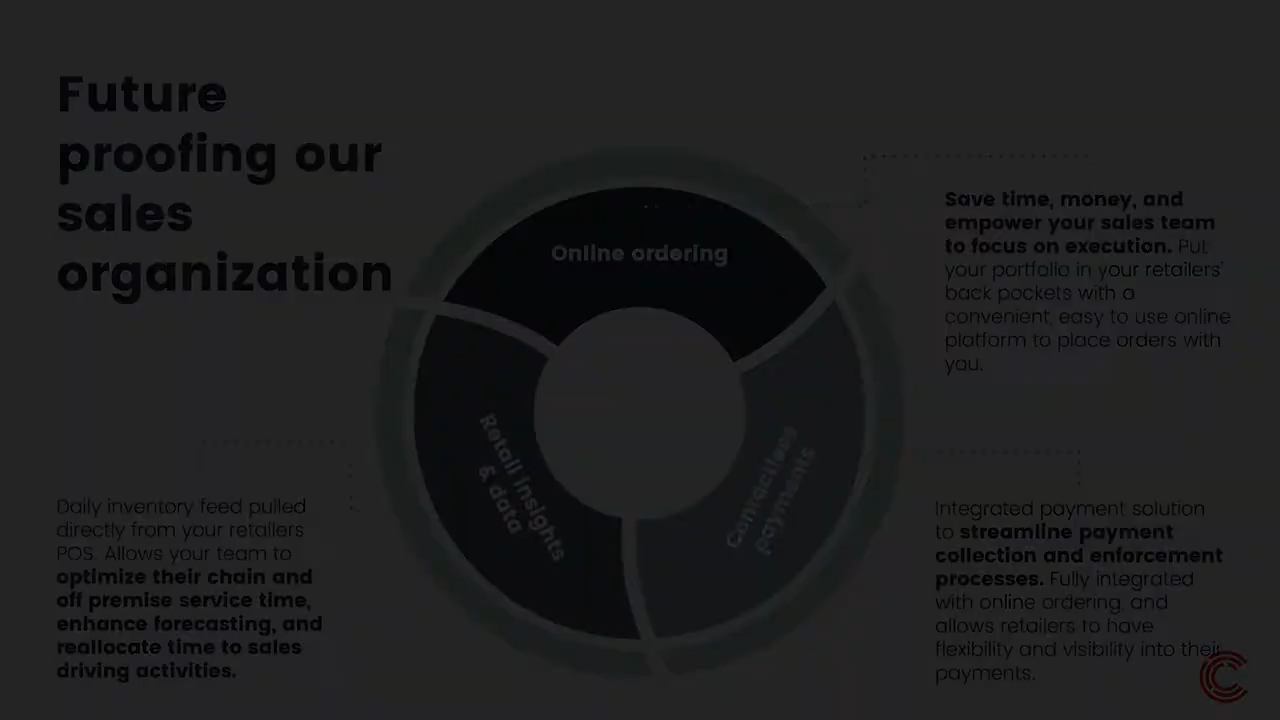 Future
proofing our
sales
organization
Online ordering
Save time, money, and
empower your sales team
to focus on execution. Put
your portfolio in your retailers'
back pockets with a
convenient, easy to use online
platform to place orders with
you.
Retail insights
& data
Contactless
payments
Daily inventory feed pulled
directly from your retailers
POS. Allows your team to
optimize their chain and
off premise service time,
enhance forecasting, and
reallocate time to sales
driving activities.
Integrated payment solution
to streamline payment
collection and enforcement
processes. Fully integrated
with online ordering, and
allows retailers to have
flexibility and visibility into their
payments.